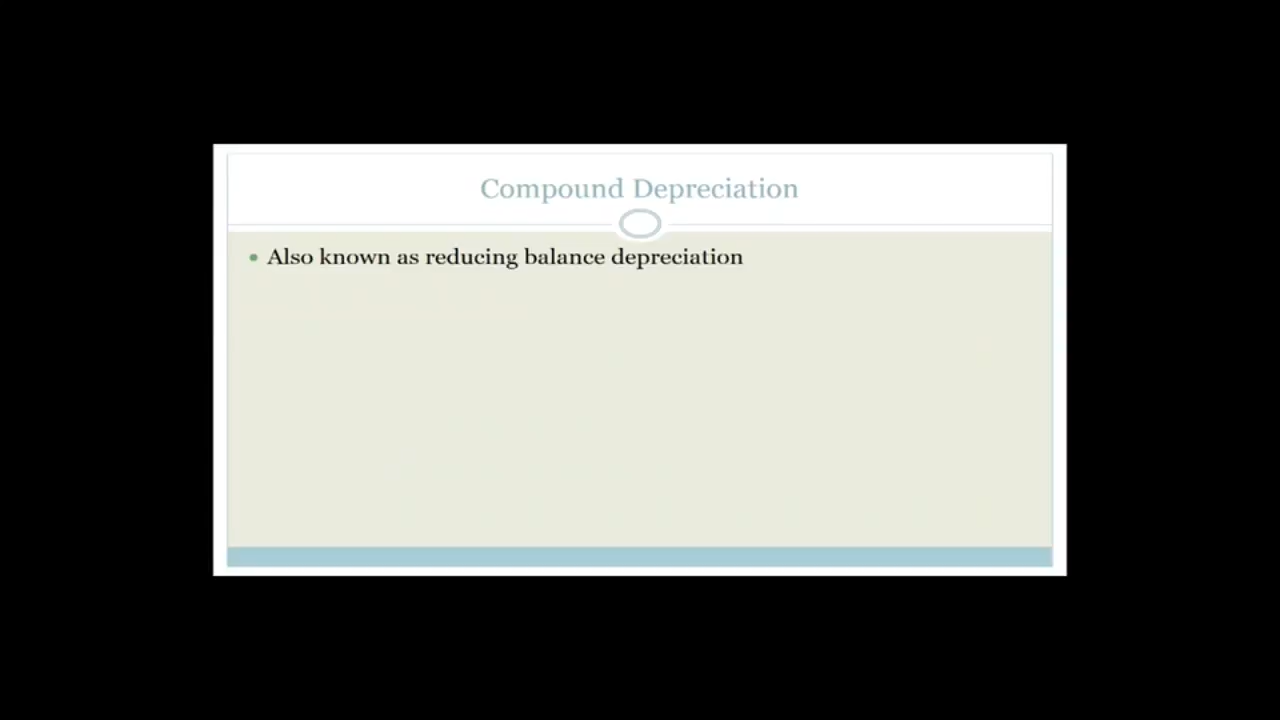 Compound Depreciation
• Also known as reducing balance depreciation